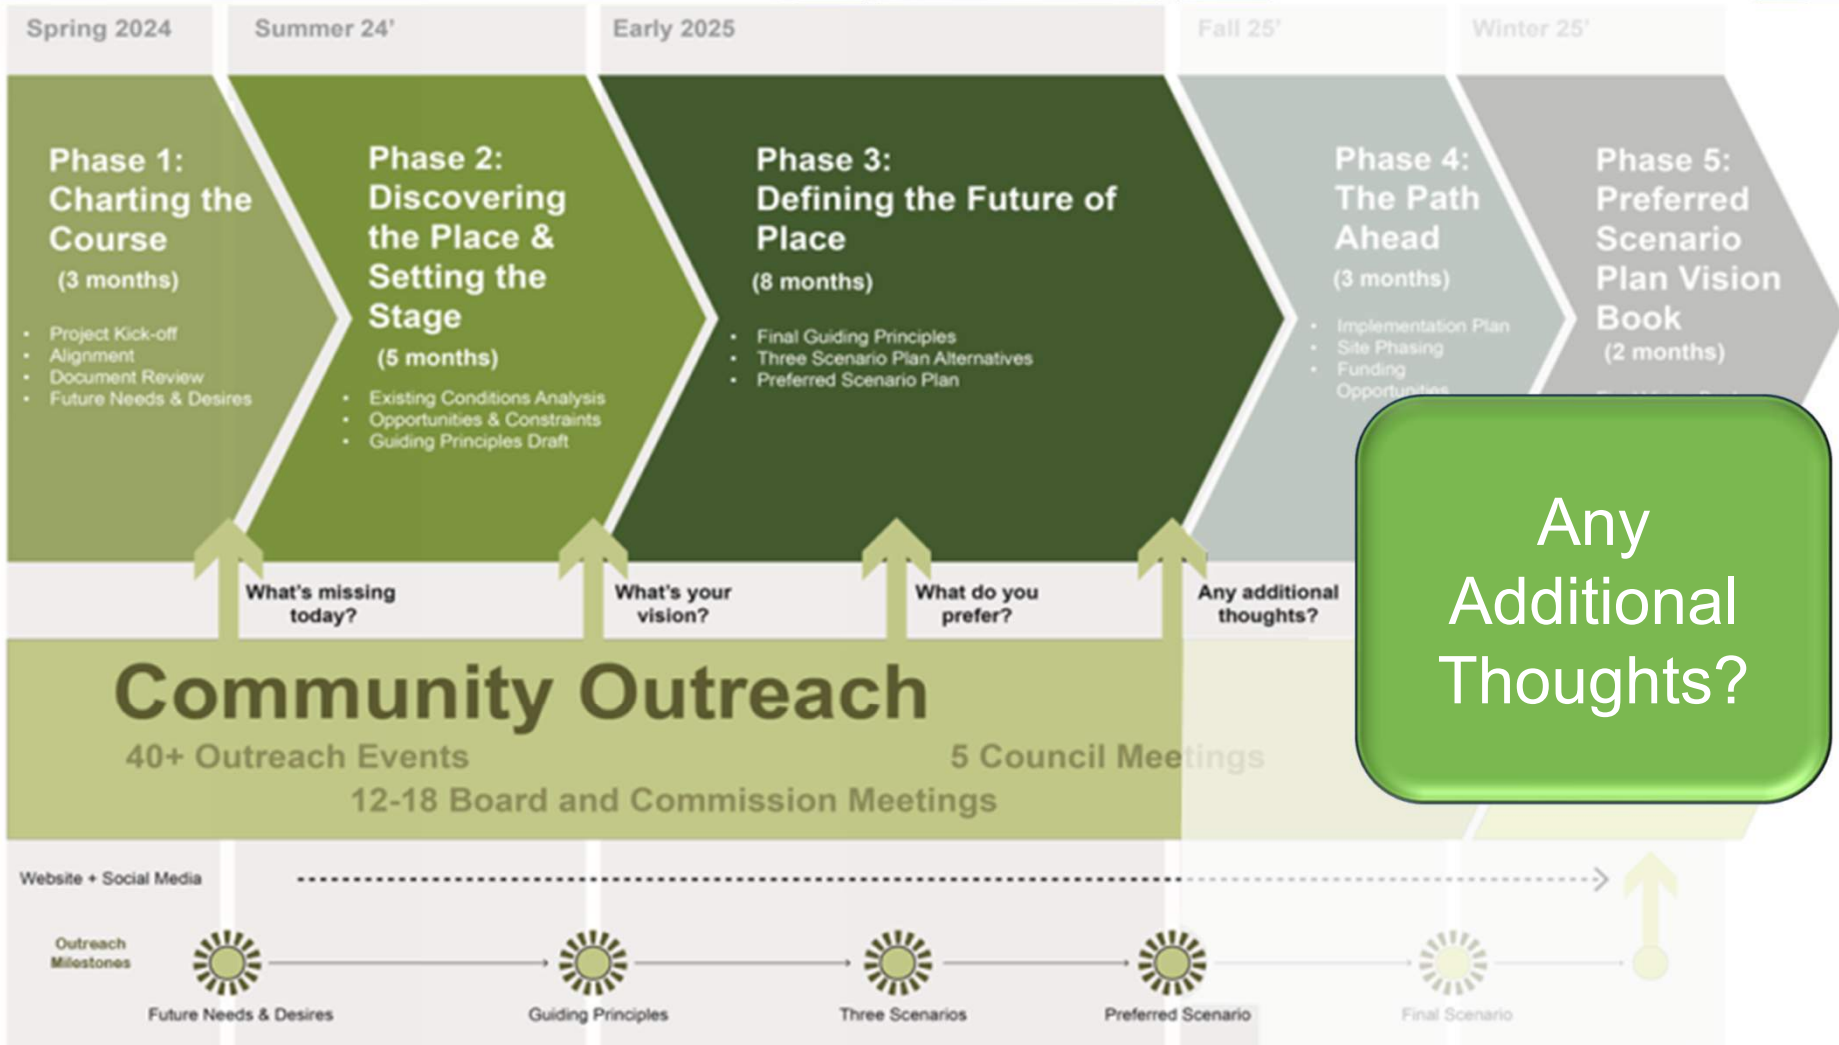 Spring 2024
Summer 24'
Early 2025
Fall 25'
Winter 25'
Phase 1:
Charting the
Course
(3 months)
• Project Kick-off
• Alignment
• Document Review
• Future Needs & Desires
Phase 2:
Discovering
the Place &
Setting the
Stage
(5 months)
• Existing Conditions Analysis
• Opportunities & Constraints
• Guiding Principles Draft
Phase 3:
Defining the Future of
Place
(8 months)
• Final Guiding Principles
• Three Scenario Plan Alternatives
• Preferred Scenario Plan
Phase 4:
The Path
Ahead
(3 months)
• Implementation Plan
• Site Phasing
• Funding
Opportunities
Phase 5:
Preferred
Scenario
Plan Vision
Book
(2 months)
Any
Additional
Thoughts?
What's missing
today?
What's your
vision?
What do you
prefer?
Any additional
thoughts?
Community Outreach
40+ Outreach Events
5 Council Meetings
12-18 Board and Commission Meetings
Website + Social Media
Outreach
Milestones
Future Needs & Desires
Guiding Principles
Three Scenarios
Preferred Scenario
Final Scenario